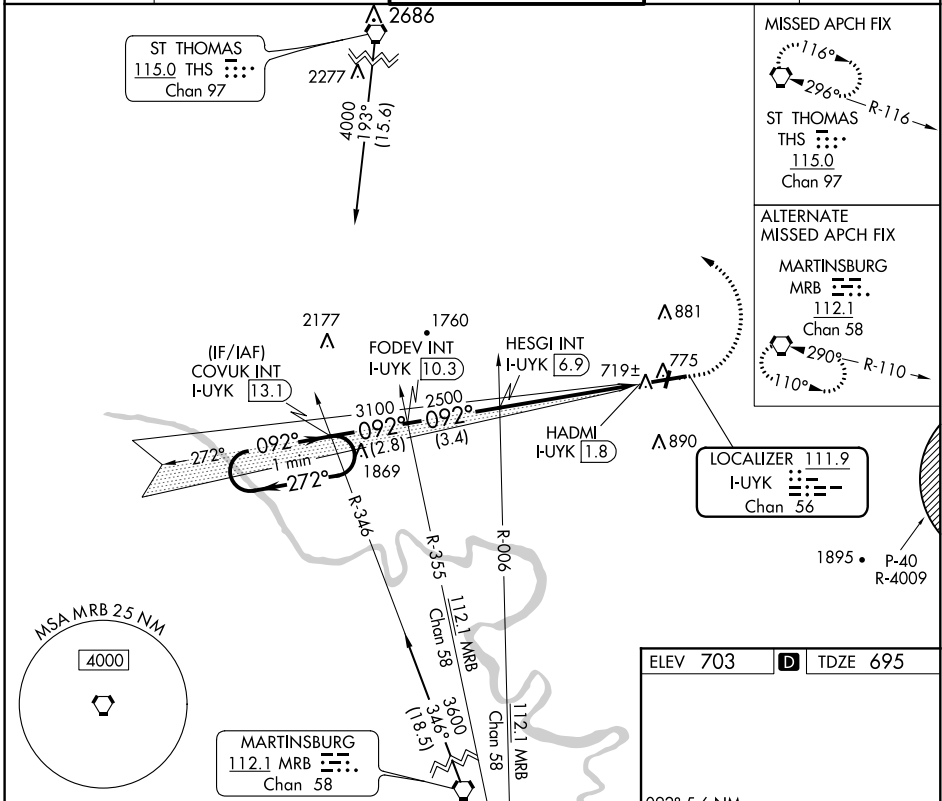 2686
ST THOMAS
115.0 THS
Chan 97
2277
4000
193°
(15.6)
MISSED APCH FIX
116°
296°
R-116
ST THOMAS
THS
115.0
Chan 97
ALTERNATE
MISSED APCH FIX
MARTINSBURG
MRB
112.1
Chan 58
290°
R-110
110°
881
2177
1760
(IF/IAF)
COVUK INT
I-UYK 13.1
FODEV INT
I-UYK 10.3
HESGI INT
I-UYK 6.9
719±
775
3100
2500
092°
092°
092°
(2.8)
(3.4)
272°
1 min
272°
1869
HADMI
I-UYK 1.8
890
LOCALIZER 111.9
I-UYK
Chan 56
R-346
R-355
R-006
1895
P-40
R-4009
112.1 MRB
Chan 58
112.1 MRB
Chan 58
MSA MRB 25 NM
4000
3600
346°
(18.5)
MARTINSBURG
112.1 MRB
Chan 58
ELEV 703 D TDZE 695